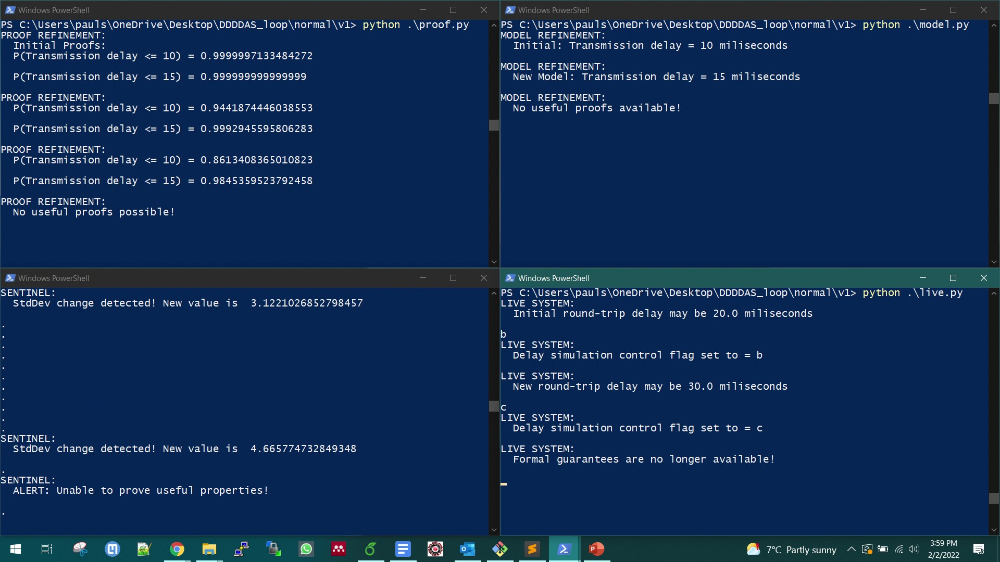 Windows PowerShell
PS C:\Users\pauls\OneDrive\Desktop\DDDDAS_loop\normal\v1> python .\proof.py
PROOF REFINEMENT:
Initial Proofs:
P(Transmission delay <= 10) = 0.9999997133484272
P(Transmission delay <= 15) = 0.999999999999999
PROOF REFINEMENT:
P(Transmission delay <= 10) = 0.9441874446038553
P(Transmission delay <= 15) = 0.9992945595806283
PROOF REFINEMENT:
P(Transmission delay <= 10) = 0.8613408365010823
P(Transmission delay <= 15) = 0.9845359523792458
PROOF REFINEMENT:
No useful proofs possible!
Windows PowerShell
PS C:\Users\pauls\OneDrive\Desktop\DDDDAS_loop\normal\v1> python .\model.py
MODEL REFINEMENT:
Initial: Transmission delay = 10 miliseconds
MODEL REFINEMENT:
New Model: Transmission delay = 15 miliseconds
MODEL REFINEMENT:
No useful proofs available!
Windows PowerShell
SENTINEL:
StdDev change detected! New value is  3.1221026852798457
.
.
.
.
.
.
.
.
.
.
.
SENTINEL:
StdDev change detected! New value is  4.665774732849348
.
SENTINEL:
ALERT: Unable to prove useful properties!
.
Windows PowerShell
PS C:\Users\pauls\OneDrive\Desktop\DDDDAS_loop\normal\v1> python .\live.py
LIVE SYSTEM:
Initial round-trip delay may be 20.0 miliseconds
b
LIVE SYSTEM:
Delay simulation control flag set to = b
LIVE SYSTEM:
New round-trip delay may be 30.0 miliseconds
c
LIVE SYSTEM:
Delay simulation control flag set to = c
LIVE SYSTEM:
Formal guarantees are no longer available!
7°C Partly sunny
3:59 PM
2/2/2022